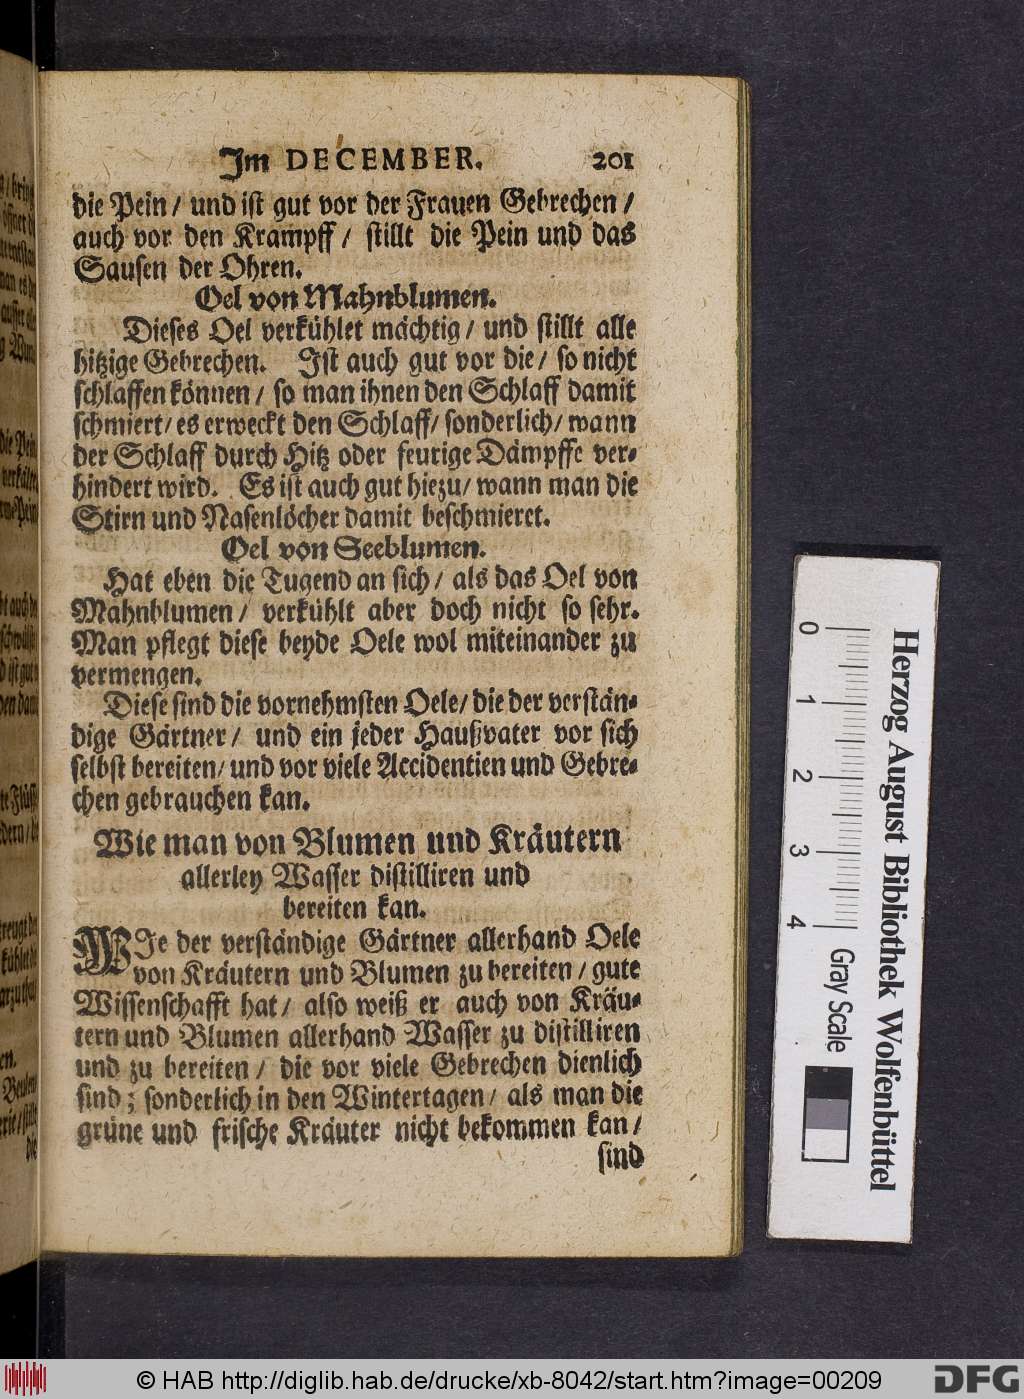 Im DECEMBER. 201
die Pein / und ist gut vor der Frauen Gebrechen /
auch vor den Krampff / stillt die Pein und das
Sausen der Ohren.
Oel von Mahnblumen.
Dieses Oel verkühlet mächtig / und stillt alle
hitzige Gebrechen. Ist auch gut vor die / so nicht
schlaffen können / so man ihnen den Schlaff damit
schmiert / es erweckt den Schlaff / sonderlich / wann
der Schlaff durch Hitz oder feurige Dämpffe ver-
hindert wird. Es ist auch gut hiezu / wann man die
Stirn und Nasenlöcher damit beschmieret.
Oel von Seeblumen.
Hat eben die Tugend an sich / als das Oel von
Mahnblumen / verkühlt aber doch nicht so sehr.
Man pflegt diese beyde Oele wol miteinander zu
vermengen.
Diese sind die vornehmsten Oele / die der verstän-
dige Gärtner / und ein jeder Haußvater vor sich
selbst bereiten / und vor viele Accidentien und Gebre-
chen gebrauchen kan.
Wie man von Blumen und Kräutern
allerley Wasser distilliren und
bereiten kan.
WIe der verständige Gärtner allerhand Oele
von Kräutern und Blumen zu bereiten / gute
Wissenschafft hat / also weiß er auch von Kräu-
tern und Blumen allerhand Wasser zu distilliren
und zu bereiten / die vor viele Gebrechen dienlich
sind ; sonderlich in den Wintertagen / als man die
grüne und frische Kräuter nicht bekommen kan /
sind
0 1 2 3 4
Gray Scale
Herzog August Bibliothek Wolfenbüttel
© HAB http://diglib.hab.de/drucke/xb-8042/start.htm?image=00209
DFG